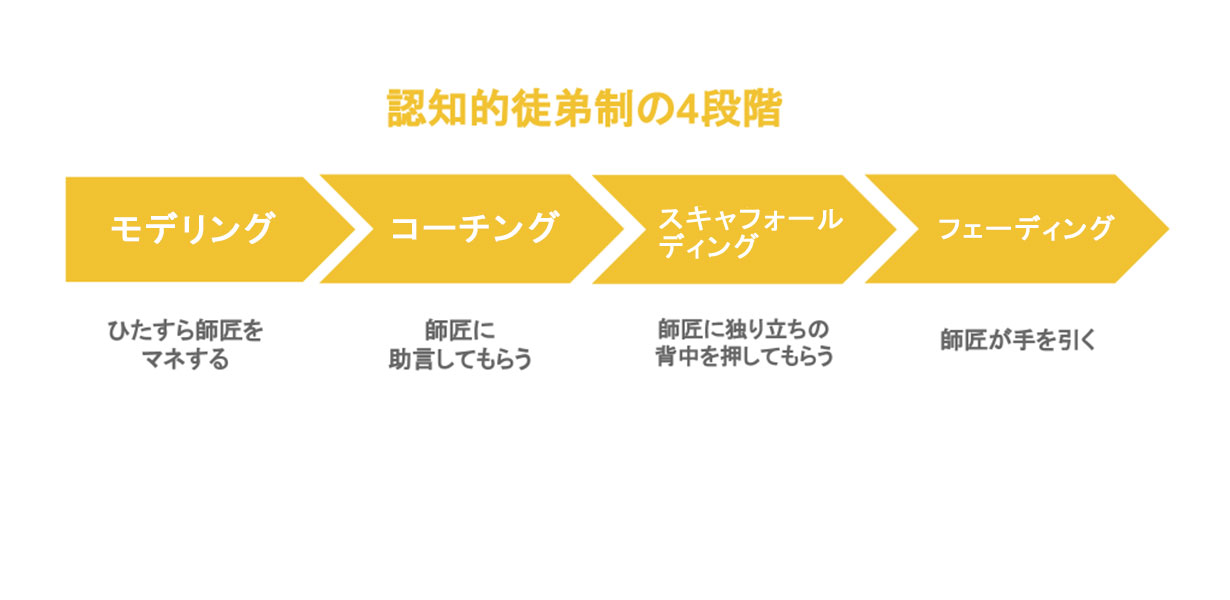 認知的徒弟制の4段階
モデリング
コーチング
スキャフォール
ディング
フェーディング
ひたすら師匠を
マネする
師匠に
助言してもらう
師匠に独り立ちの
背中を押してもらう
師匠が手を引く